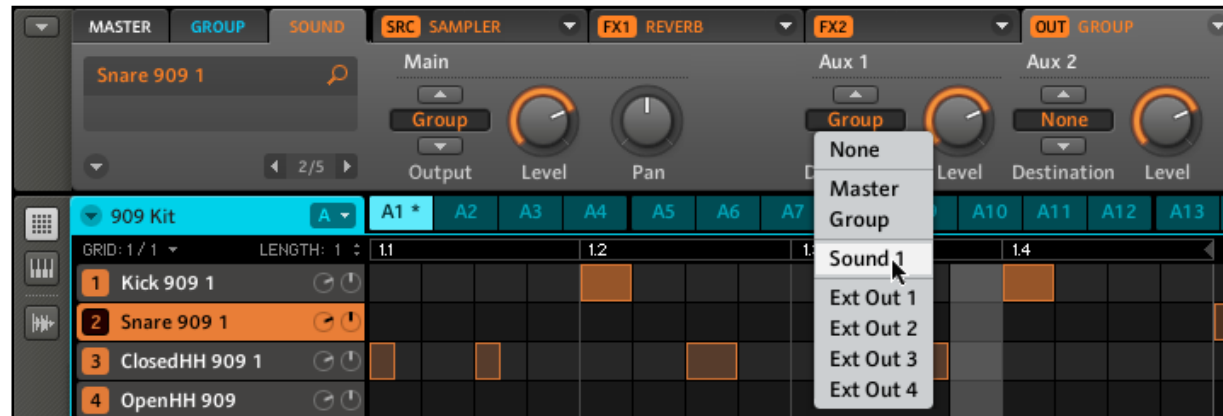 MASTER GROUP SOUND SRC SAMPLER FX1 REVERB FX2 OUT GROUP
Snare 909 1
Main
Aux 1
Aux 2
Group
Group
None
2/5
Output Level Pan
Level Destination Level
None
Master
Group
Sound 1
Ext Out 1
Ext Out 2
Ext Out 3
Ext Out 4
909 Kit A A1 * A2 A3 A4 A5 A6 A7 A10 A11 A12 A13
GRID: 1 / 1 LENGTH: 1 1.1 1.2 1.4
1 Kick 909 1
2 Snare 909 1
3 ClosedHH 909 1
4 OpenHH 909